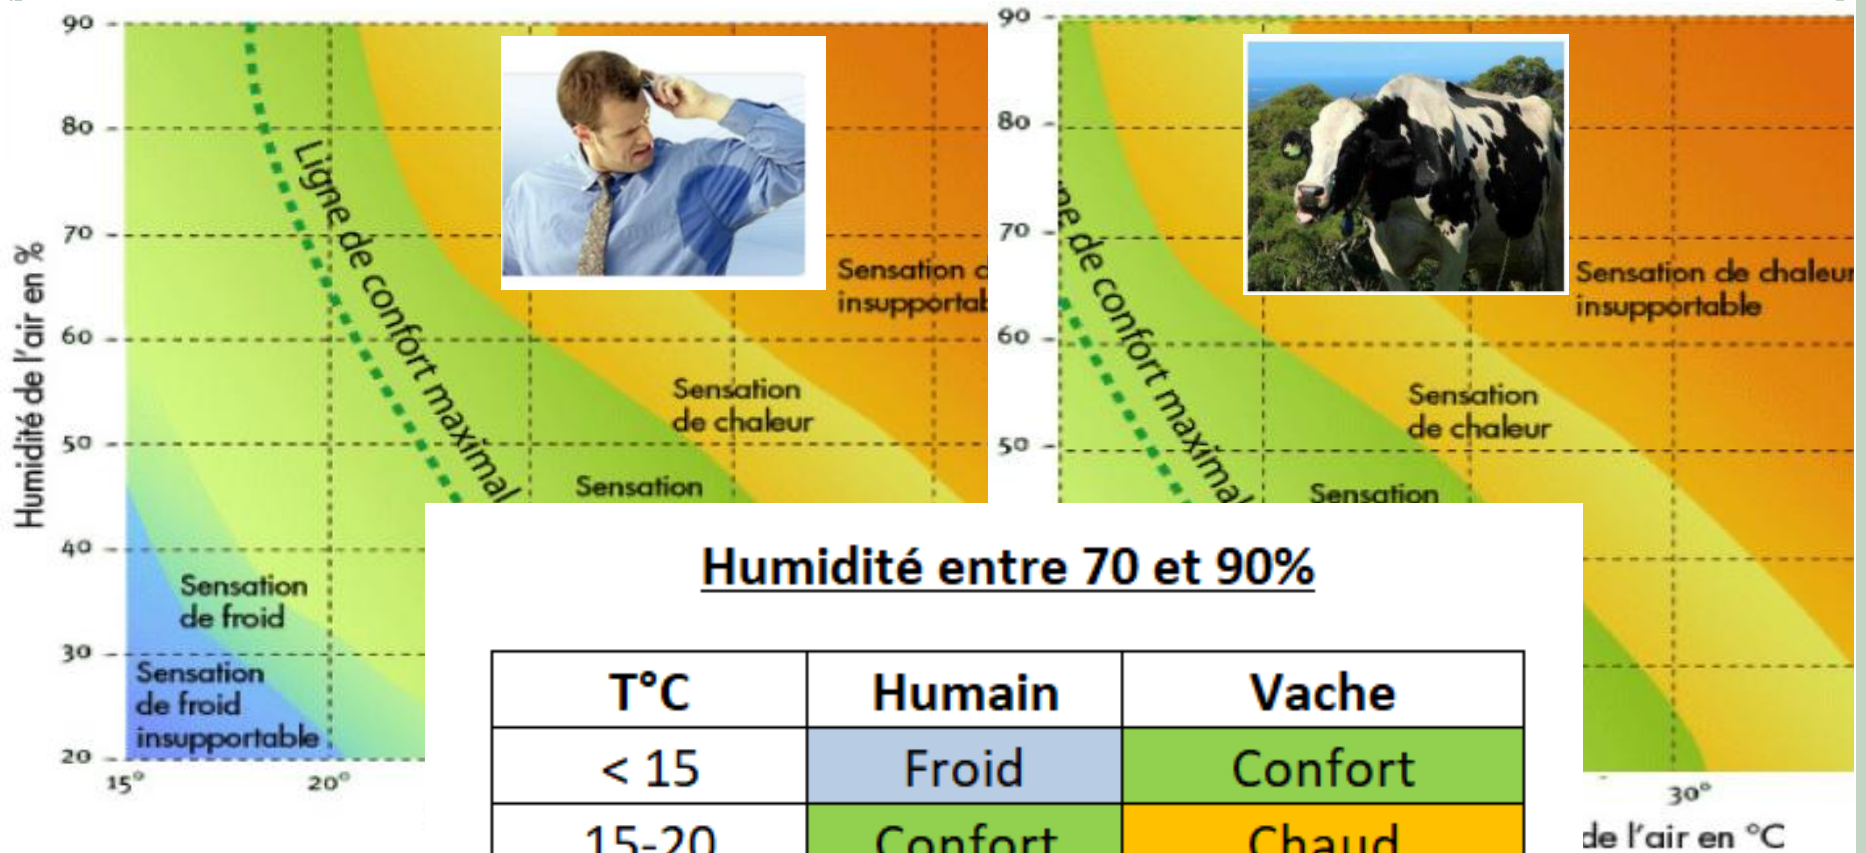 Humidité de l'air en %
90
80
70
60
50
40
30
20
15°
20°
Ligne de confort maximal
Sensation
insupportab
Sensation
de chaleur
Sensation
Sensation
de froid
Sensation
de froid
insupportable
90
80
70
60
50
de confort maximal
Sensation de chaleur
insupportable
Sensation
de chaleur
Sensation
30°
de l'air en °C
Humidité entre 70 et 90%
T°C Humain Vache
< 15 Froid Confort
15-20 Confort Chaud